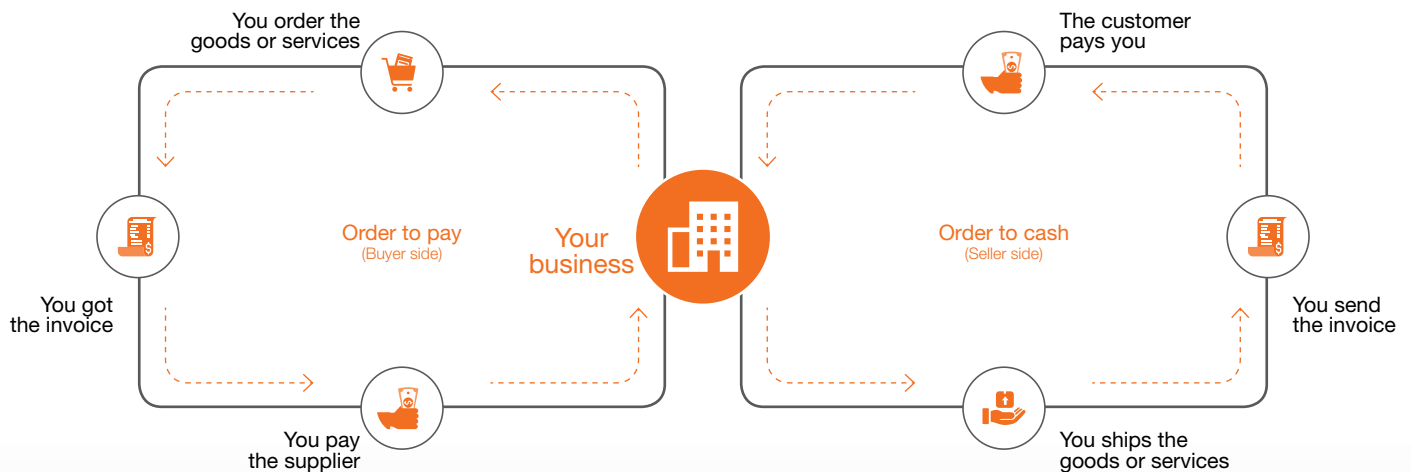 You order the
goods or services
The customer
pays you
Order to pay
(Buyer side)
Your
business
Order to cash
(Seller side)
You got
the invoice
You send
the invoice
You pay
the supplier
You ships the
goods or services